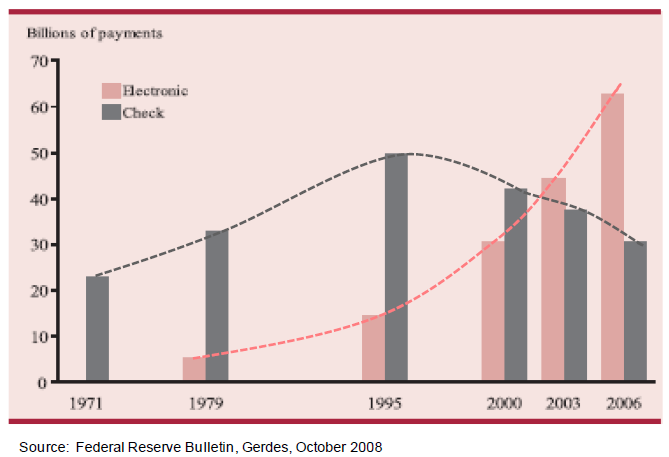 Billions of payments
70
60
50
40
30
20
10
0
Electronic
Check
1971 1979 1995 2000 2003 2006
Source: Federal Reserve Bulletin, Gerdes, October 2008